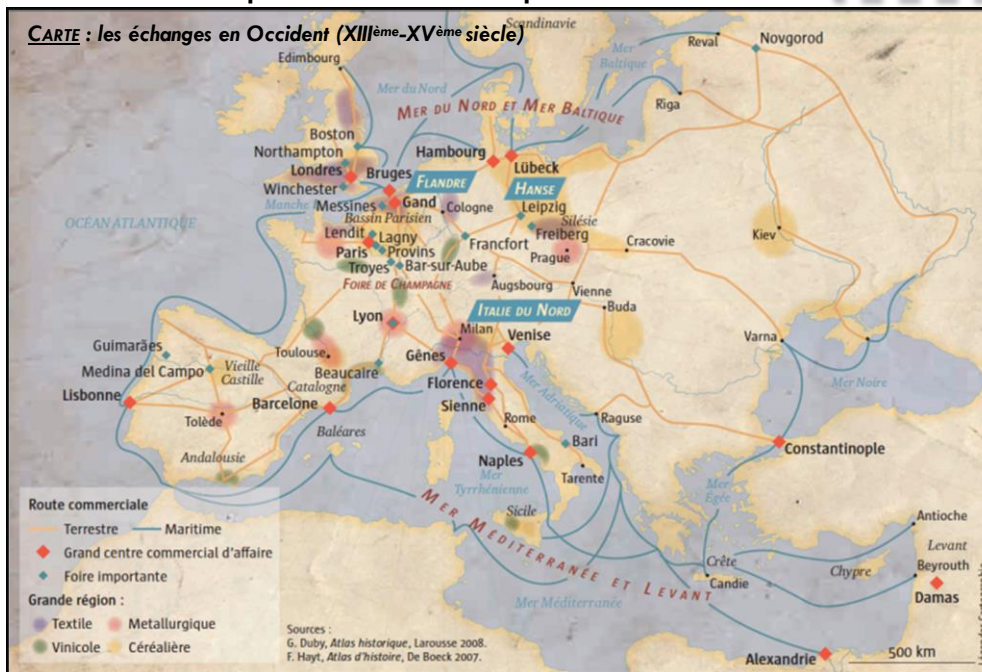 CARTE : les échanges en Occident (XIIIème-XVème siècle)
Scandinavie
Reval
Novgorod
Edimbourg
Mer Baltique
Mer du Nord
Riga
MER DU NORD ET MER BALTIQUE
Boston
Northampton
Hambourg
Lübeck
Londres
Bruges
FLANDRE
HANSE
Winchester
Messines
Gand
Cologne
Leipzig
Manche
Bassin Parisien
Silésie
OCÉAN ATLANTIQUE
Lendit
Lagny
Francfort
Freiberg
Kiev
Paris
Provins
Prague
Cracovie
Troyes
Bar-sur-Aube
FOIRE DE CHAMPAGNE
Augsbourg
Vienne
Buda
ITALIE DU NORD
Lyon
Milan
Venise
Varna
Guimarães
Toulouse
Gênes
Medina del Campo
Vieille Castille
Beaucaire
Mer Noire
Lisbonne
Catalogne
Florence
Mer Adriatique
Barcelone
Sienne
Tolède
Rome
Raguse
Baléares
Bari
Constantinople
Andalousie
Naples
Tarente
Mer Tyrrhénienne
Mer Égée
Route commerciale
Terrestre
Maritime
Sicile
Antioche
Grand centre commercial d'affaire
MER MÉDITERRANÉE ET LEVANT
Crête
Levant
Foire importante
Candie
Chypre
Beyrouth
Grande région :
Mer Méditerranée
Damas
Textile
Metallurgique
Sources :
Vinicole
Céréalière
G. Duby, Atlas historique, Larousse 2008.
F. Hayt, Atlas d'histoire, De Boeck 2007.
Alexandrie
500 km